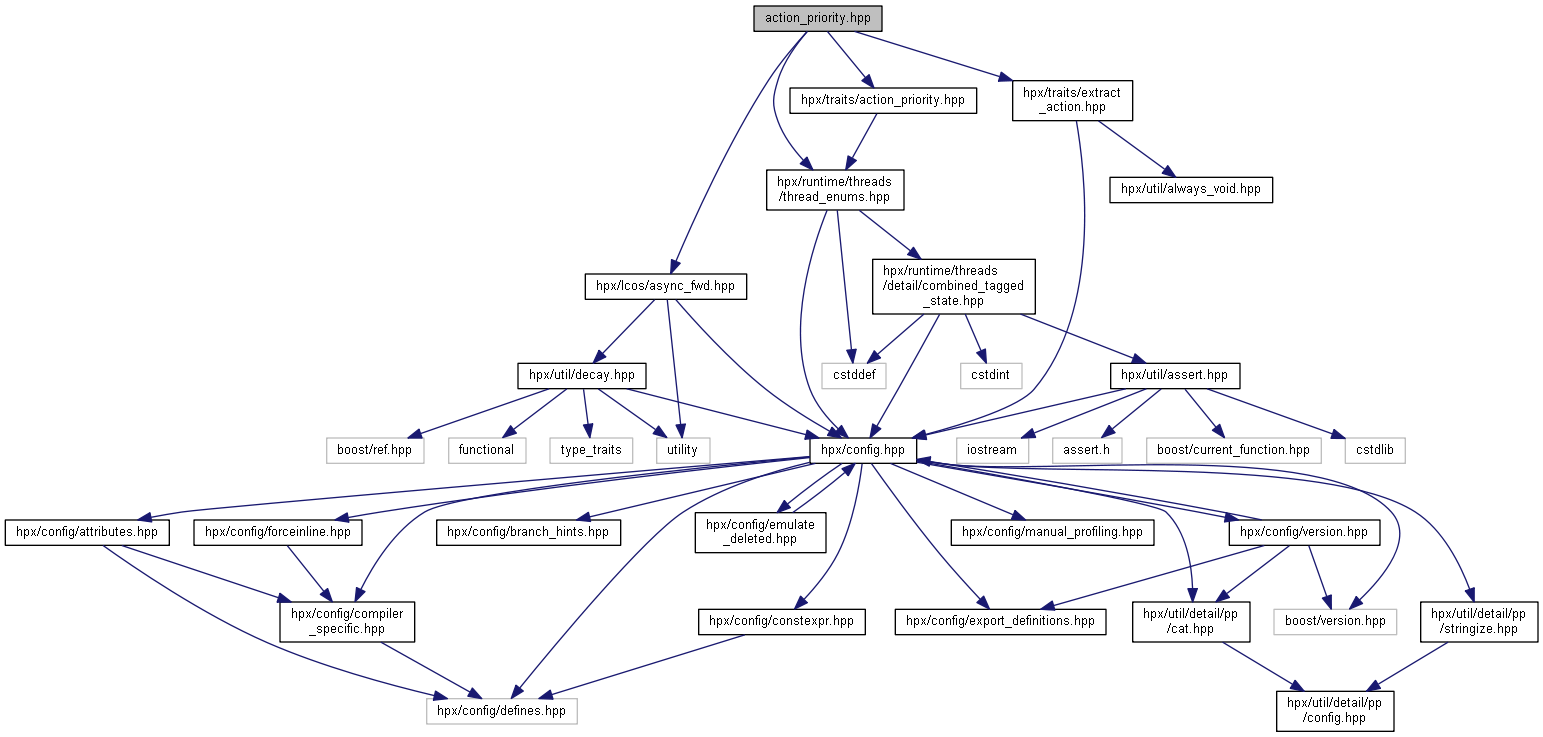 action_priority.hpp
hpx/traits/action_priority.hpp
hpx/traits/extract
_action.hpp
hpx/runtime/threads
/thread_enums.hpp
hpx/util/always_void.hpp
hpx/lcos/async_fwd.hpp
hpx/runtime/threads
/detail/combined_tagged
_state.hpp
hpx/util/decay.hpp
cstddef
cstdint
hpx/util/assert.hpp
boost/ref.hpp
functional
type_traits
utility
hpx/config.hpp
iostream
assert.h
boost/current_function.hpp
cstdlib
hpx/config/attributes.hpp
hpx/config/forceinline.hpp
hpx/config/branch_hints.hpp
hpx/config/emulate
_deleted.hpp
hpx/config/manual_profiling.hpp
hpx/config/version.hpp
hpx/config/compiler
_specific.hpp
hpx/config/constexpr.hpp
hpx/config/export_definitions.hpp
hpx/util/detail/pp
/cat.hpp
boost/version.hpp
hpx/util/detail/pp
/stringize.hpp
hpx/config/defines.hpp
hpx/util/detail/pp
/config.hpp